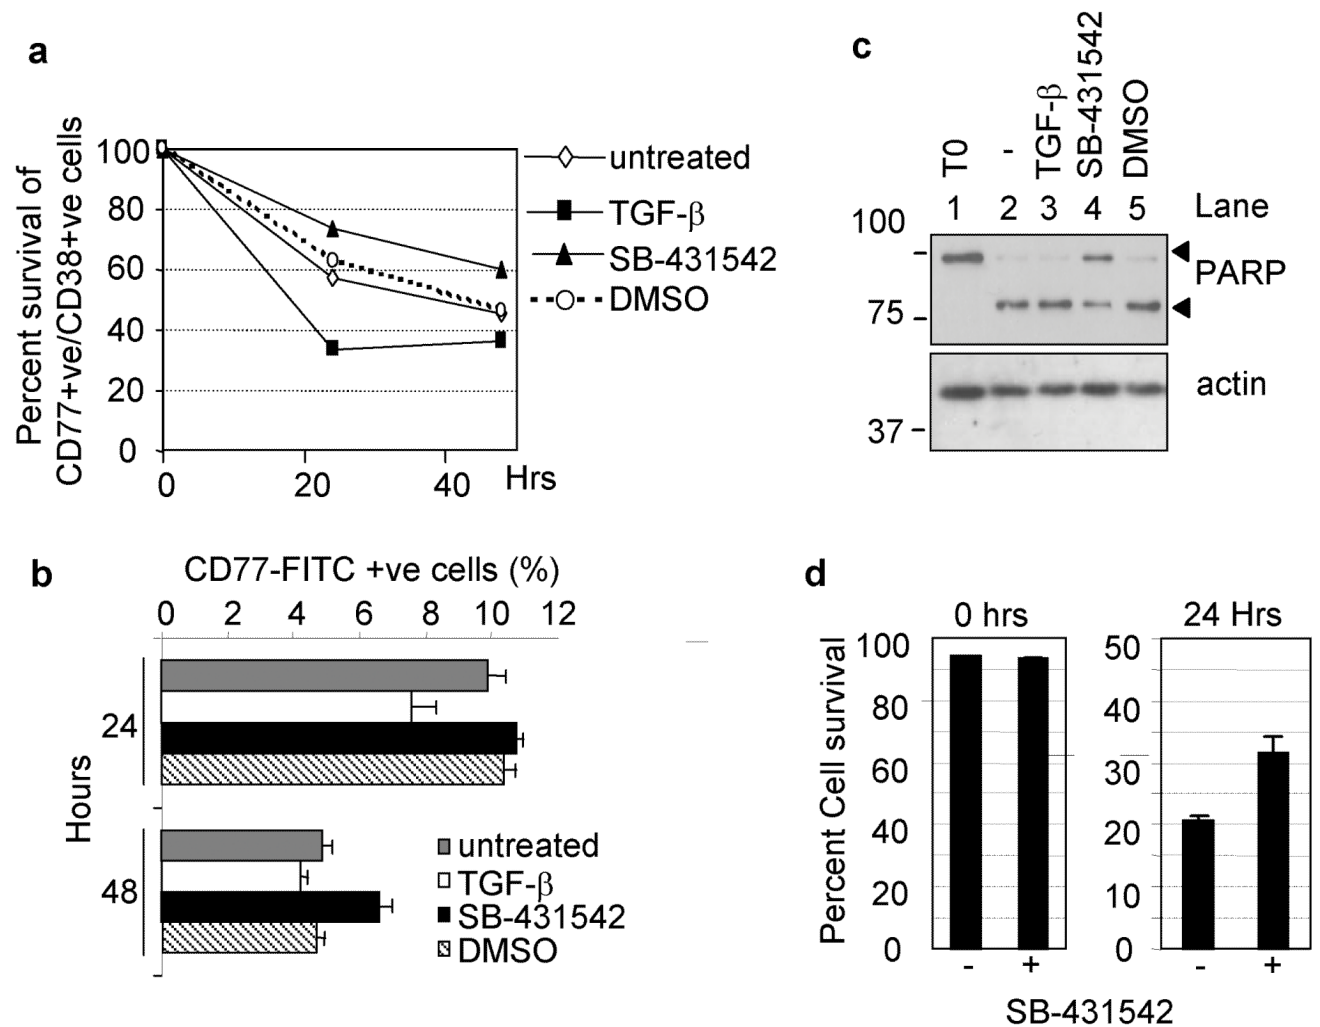 a
Percent survival of
CD77+ve/CD38+ve cells
100
80
60
40
20
0
0 20 40 Hrs
untreated
TGF-β
SB-431542
DMSO
b
CD77-FITC +ve cells (%)
0 2 4 6 8 10 12
Hours
24
48
untreated
TGF-β
SB-431542
DMSO
c
T0 - TGF-β SB-431542 DMSO
1 2 3 4 5 Lane
100
75
PARP
actin
37
d
Percent Cell survival
0 hrs
100
80
60
40
20
0
- +
24 Hrs
50
40
30
20
10
0
- +
SB-431542